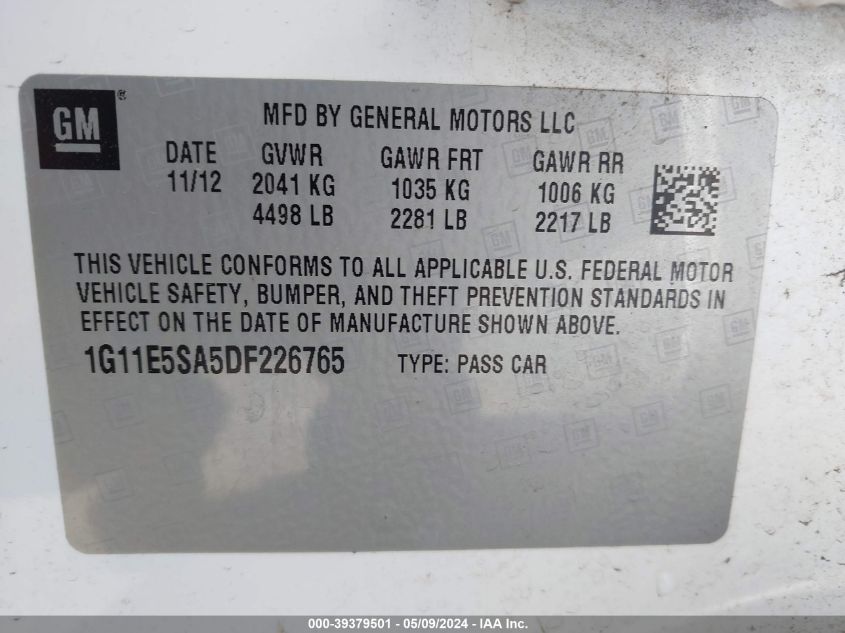 GM ®
MFD BY GENERAL MOTORS LLC
DATE GVWR GAWR FRT GAWR RR
11/12 2041 KG 1035 KG 1006 KG
4498 LB 2281 LB 2217 LB
THIS VEHICLE CONFORMS TO ALL APPLICABLE U.S. FEDERAL MOTOR
VEHICLE SAFETY, BUMPER, AND THEFT PREVENTION STANDARDS IN
EFFECT ON THE DATE OF MANUFACTURE SHOWN ABOVE.
1G11E5SA5DF226765 TYPE: PASS CAR
000-39379501 - 05/09/2024 - IAA Inc.